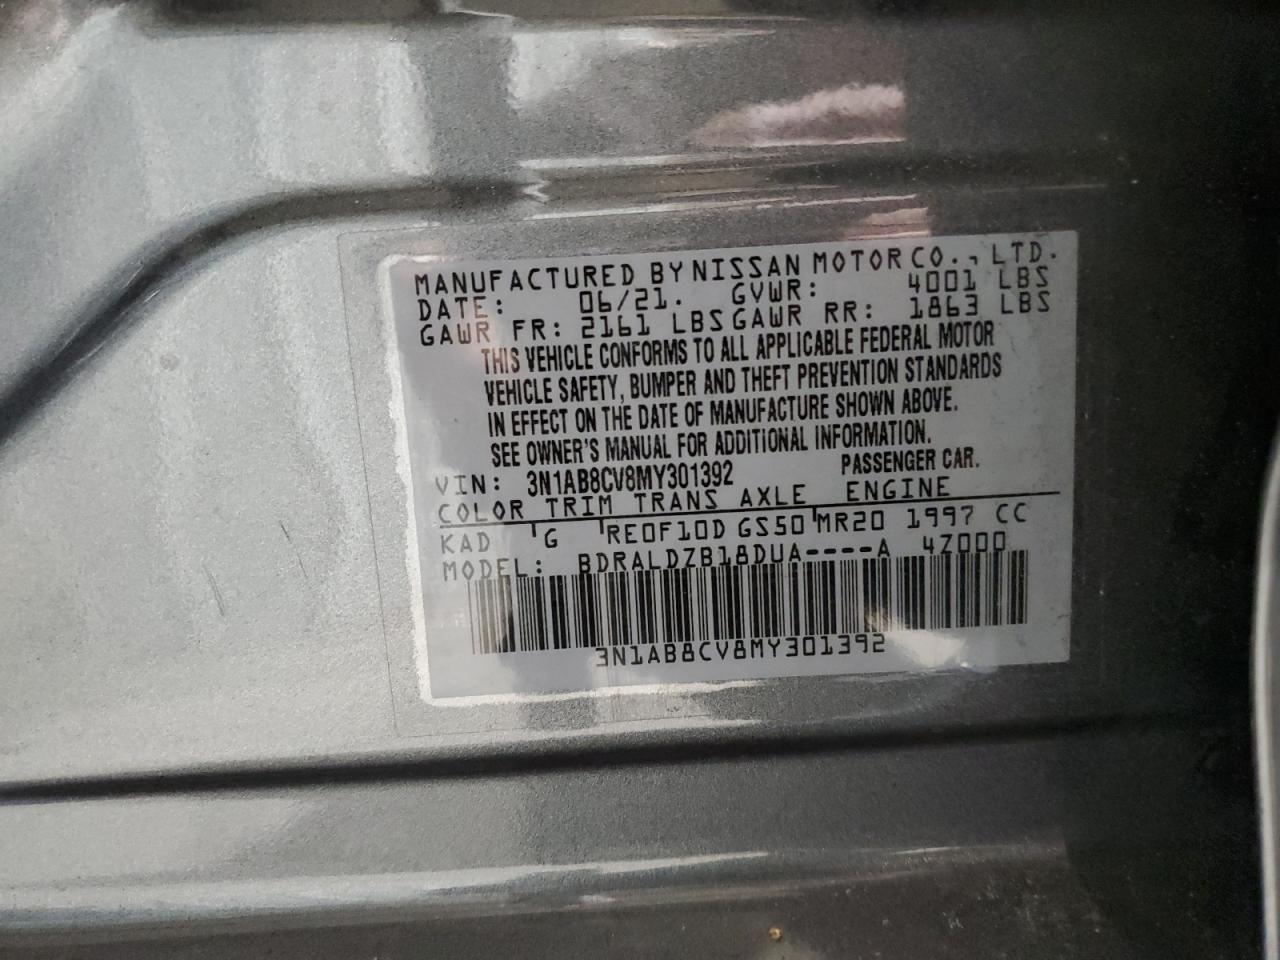 MANUFACTURED BY NISSAN MOTOR CO., LTD.
DATE: 06/21. GVWR: 4001 LBS
GAWR FR: 2161 LBS GAWR RR: 1863 LBS
THIS VEHICLE CONFORMS TO ALL APPLICABLE FEDERAL MOTOR
VEHICLE SAFETY, BUMPER AND THEFT PREVENTION STANDARDS
IN EFFECT ON THE DATE OF MANUFACTURE SHOWN ABOVE.
SEE OWNER'S MANUAL FOR ADDITIONAL INFORMATION.
VIN: 3N1AB8CV8MY301392 PASSENGER CAR.
COLOR TRIM TRANS AXLE ENGINE
KAD G RE0F10D GS50 MR20 1997 CC
MODEL: BDRALDZB18DUA----A 4Z000
3N1AB8CV8MY301392